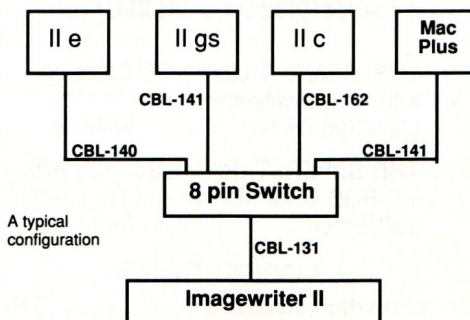 II e
II gs
II c
Mac
Plus
CBL-141
CBL-162
CBL-140
CBL-141
8 pin Switch
A typical
configuration
CBL-131
Imagewriter II